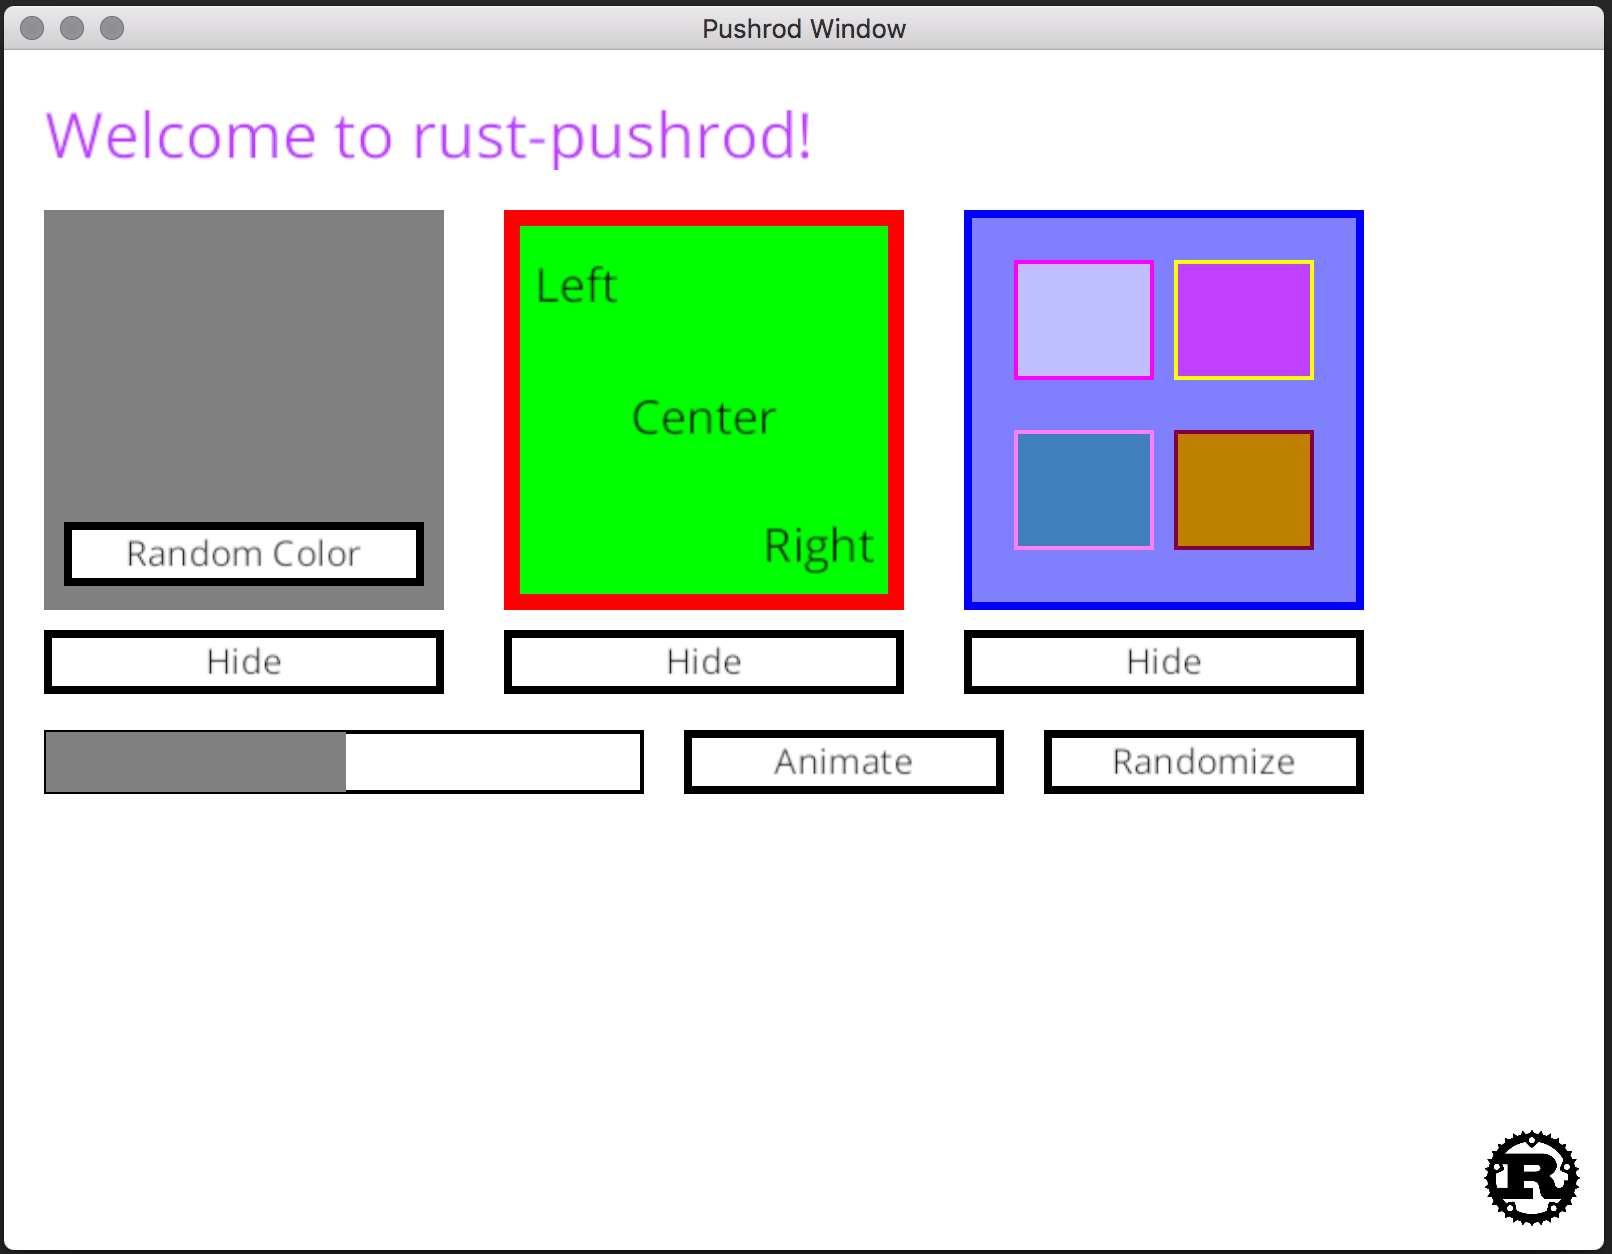 Pushrod Window
Welcome to rust-pushrod!
Left
Center
Right
Random Color
Hide
Hide
Hide
Animate
Randomize
R